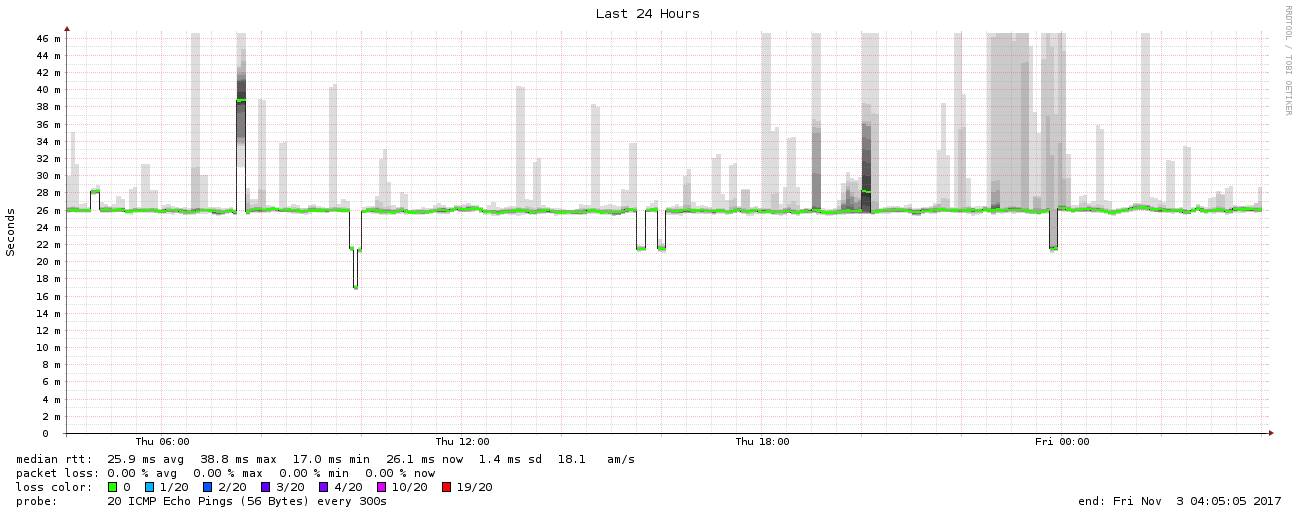 Last 24 Hours
RRDTOOL / TOBI OETIKER
Seconds
46 m
44 m
42 m
40 m
38 m
36 m
34 m
32 m
30 m
28 m
26 m
24 m
22 m
20 m
18 m
16 m
14 m
12 m
10 m
8 m
6 m
4 m
2 m
0
Thu 06:00 Thu 12:00 Thu 18:00 Fri 00:00
median rtt: 25.9 ms avg 38.8 ms max 17.0 ms min 26.1 ms now 1.4 ms sd 18.1 am/s
packet loss: 0.00 % avg 0.00 % max 0.00 % min 0.00 % now
loss color: 0 1/20 2/20 3/20 4/20 10/20 19/20
probe: 20 ICMP Echo Pings (56 Bytes) every 300s end: Fri Nov 3 04:05:05 2017